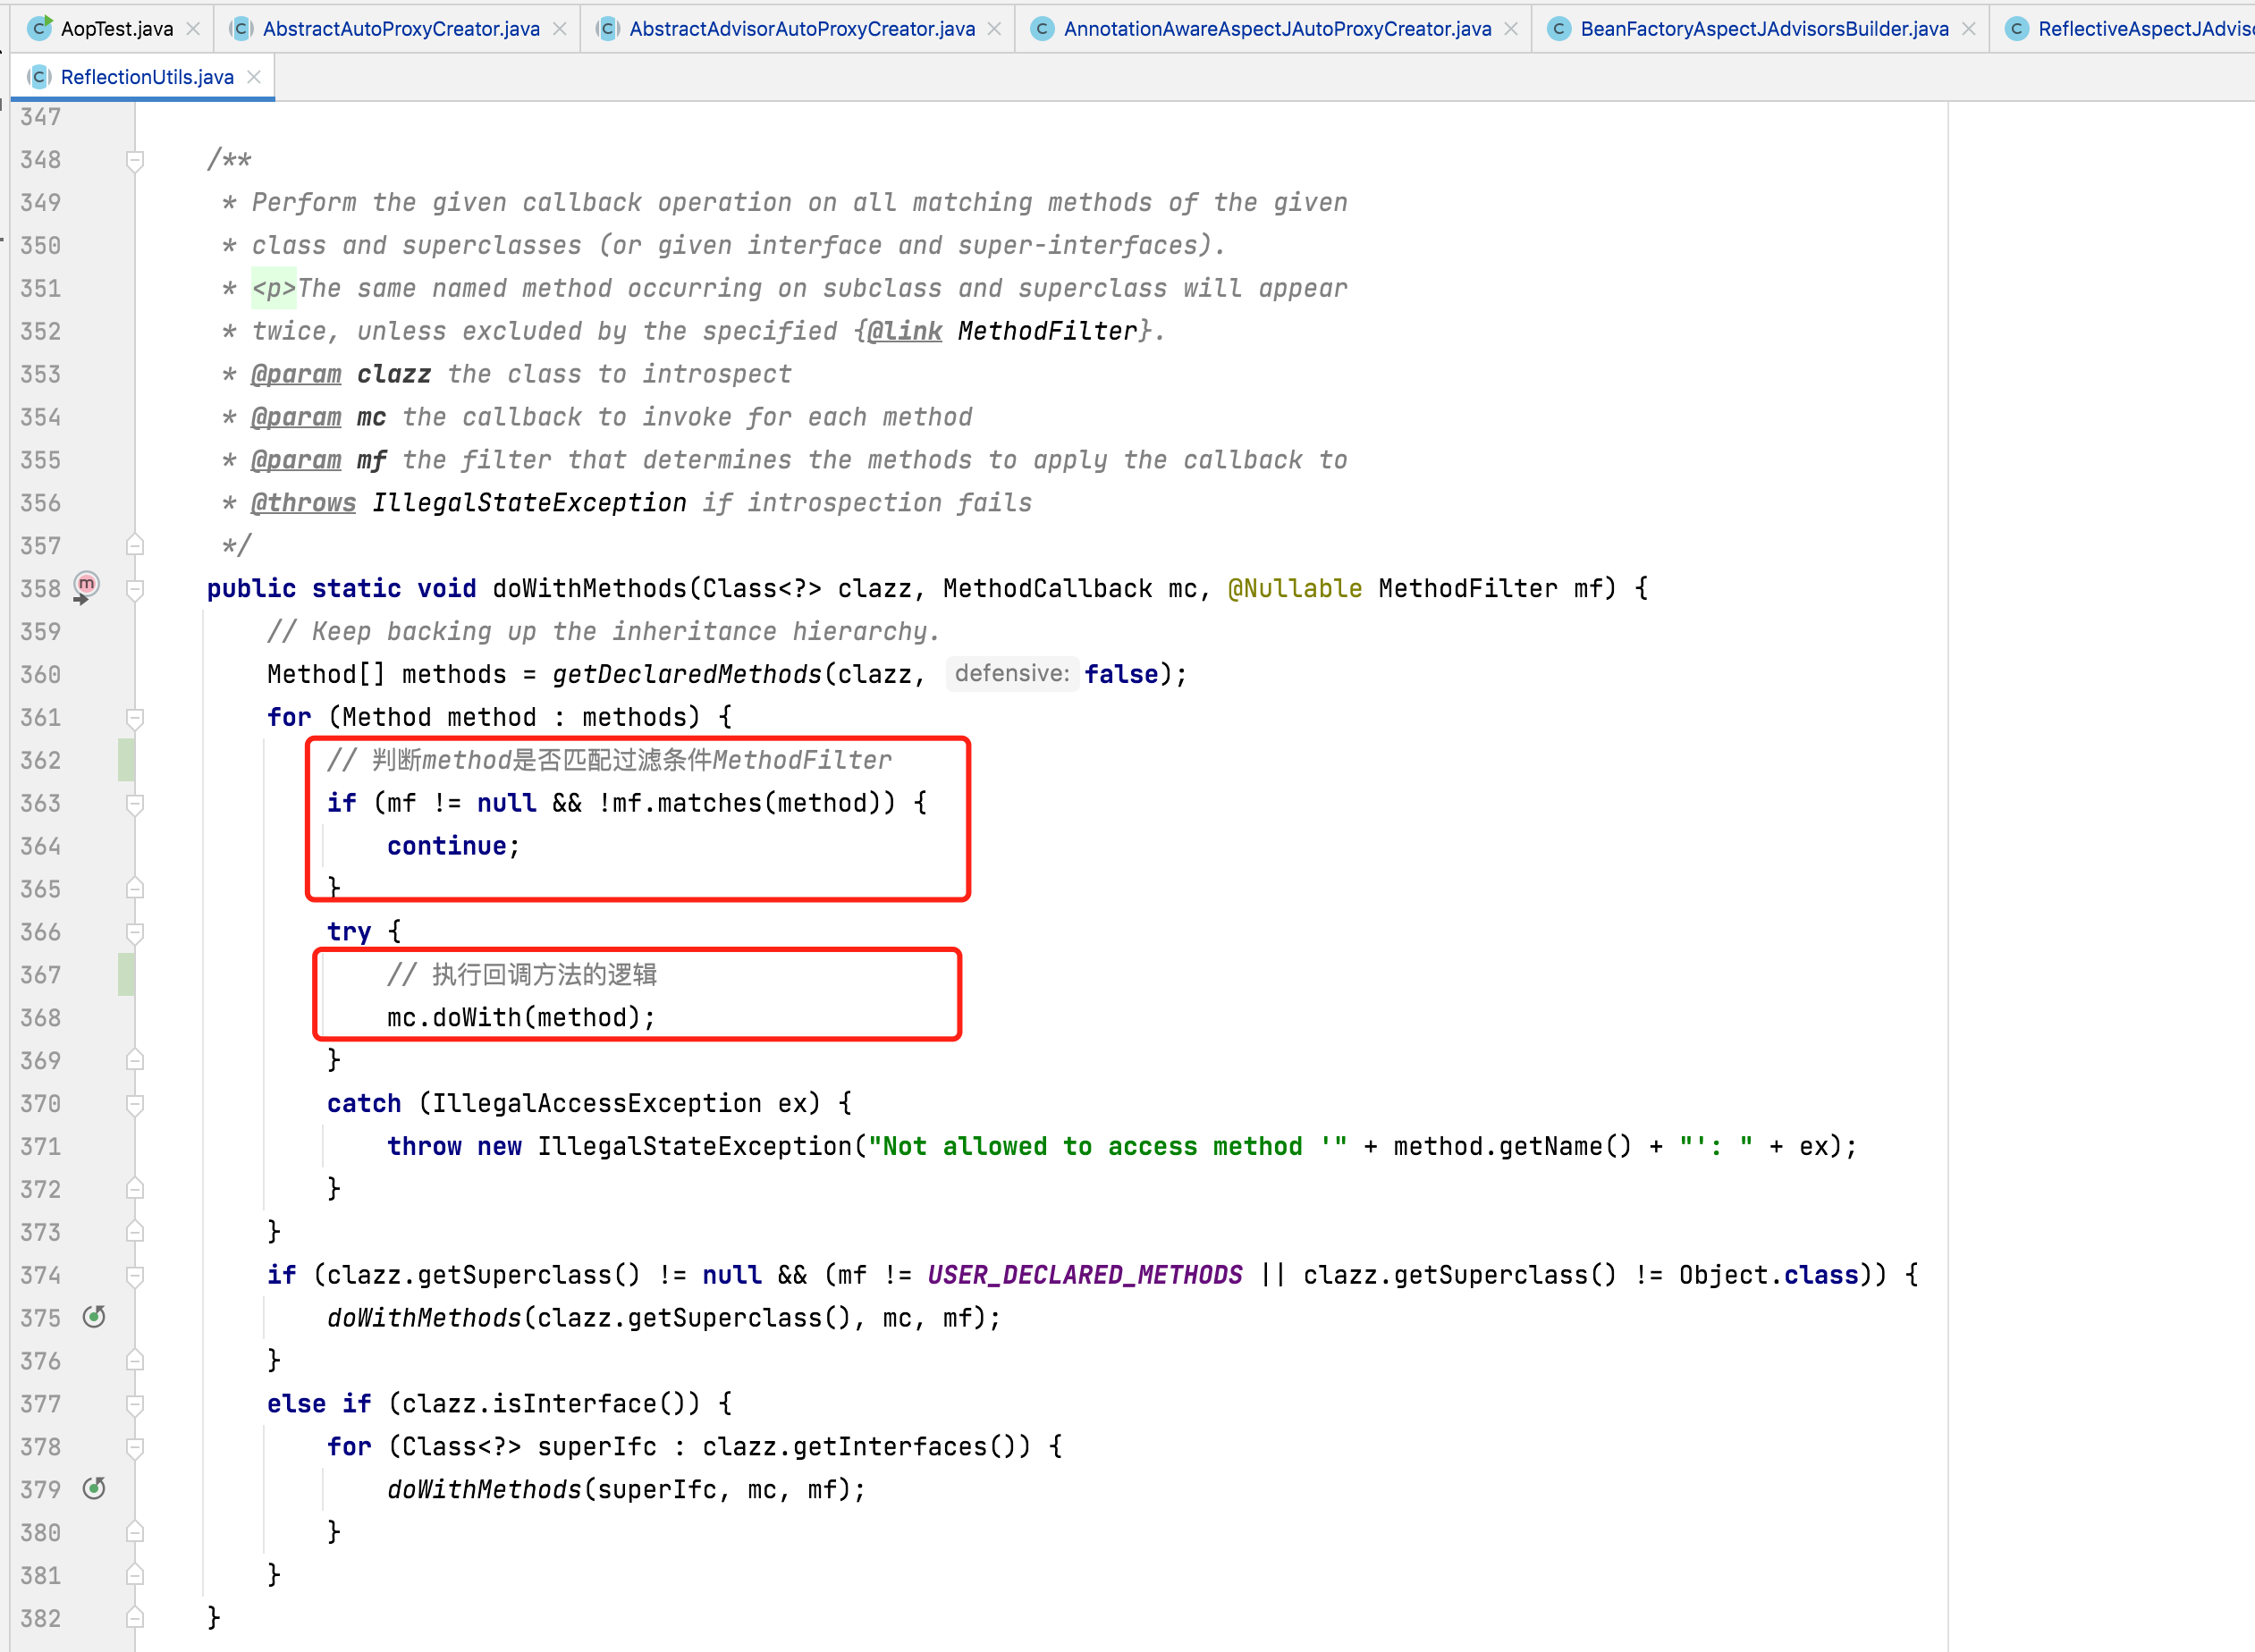 AopTest.java AbstractAutoProxyCreator.java AbstractAdvisorAutoProxyCreator.java AnnotationAwareAspectJAutoProxyCreator.java BeanFactoryAspectJAdvisorsBuilder.java ReflectiveAspectJAdviso
ReflectionUtils.java
347
348 /**
349 * Perform the given callback operation on all matching methods of the given
350 * class and superclasses (or given interface and super-interfaces).
351 * <p>The same named method occurring on subclass and superclass will appear
352 * twice, unless excluded by the specified {@link MethodFilter}.
353 * @param clazz the class to introspect
354 * @param mc the callback to invoke for each method
355 * @param mf the filter that determines the methods to apply the callback to
356 * @throws IllegalStateException if introspection fails
357 */
358 public static void doWithMethods(Class<?> clazz, MethodCallback mc, @Nullable MethodFilter mf) {
359 // Keep backing up the inheritance hierarchy.
360 Method[] methods = getDeclaredMethods(clazz, defensive: false);
361 for (Method method : methods) {
362 // 判断method是否匹配过滤条件MethodFilter
363 if (mf != null && !mf.matches(method)) {
364 continue;
365 }
366 try {
367 // 执行回调方法的逻辑
368 mc.doWith(method);
369 }
370 catch (IllegalAccessException ex) {
371 throw new IllegalStateException("Not allowed to access method '" + method.getName() + "': " + ex);
372 }
373 }
374 if (clazz.getSuperclass() != null && (mf != USER_DECLARED_METHODS || clazz.getSuperclass() != Object.class)) {
375 doWithMethods(clazz.getSuperclass(), mc, mf);
376 }
377 else if (clazz.isInterface()) {
378 for (Class<?> superIfc : clazz.getInterfaces()) {
379 doWithMethods(superIfc, mc, mf);
380 }
381 }
382 }